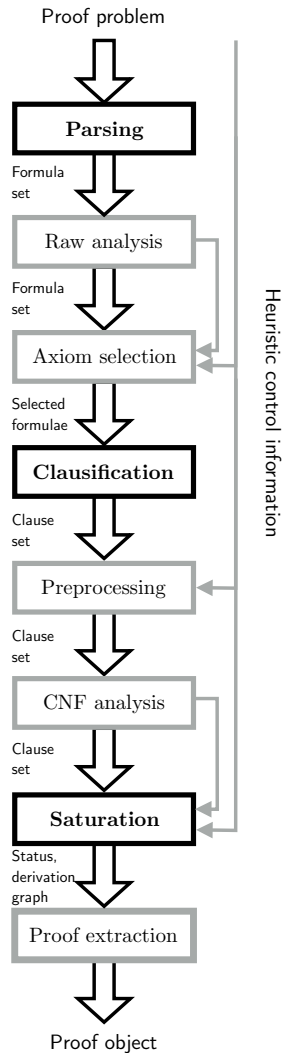 Proof problem
Parsing
Formula
set
Raw analysis
Formula
set
Axiom selection
Selected
formulae
Clausification
Clause
set
Preprocessing
Clause
set
CNF analysis
Clause
set
Saturation
Status,
derivation
graph
Proof extraction
Proof object
Heuristic control information